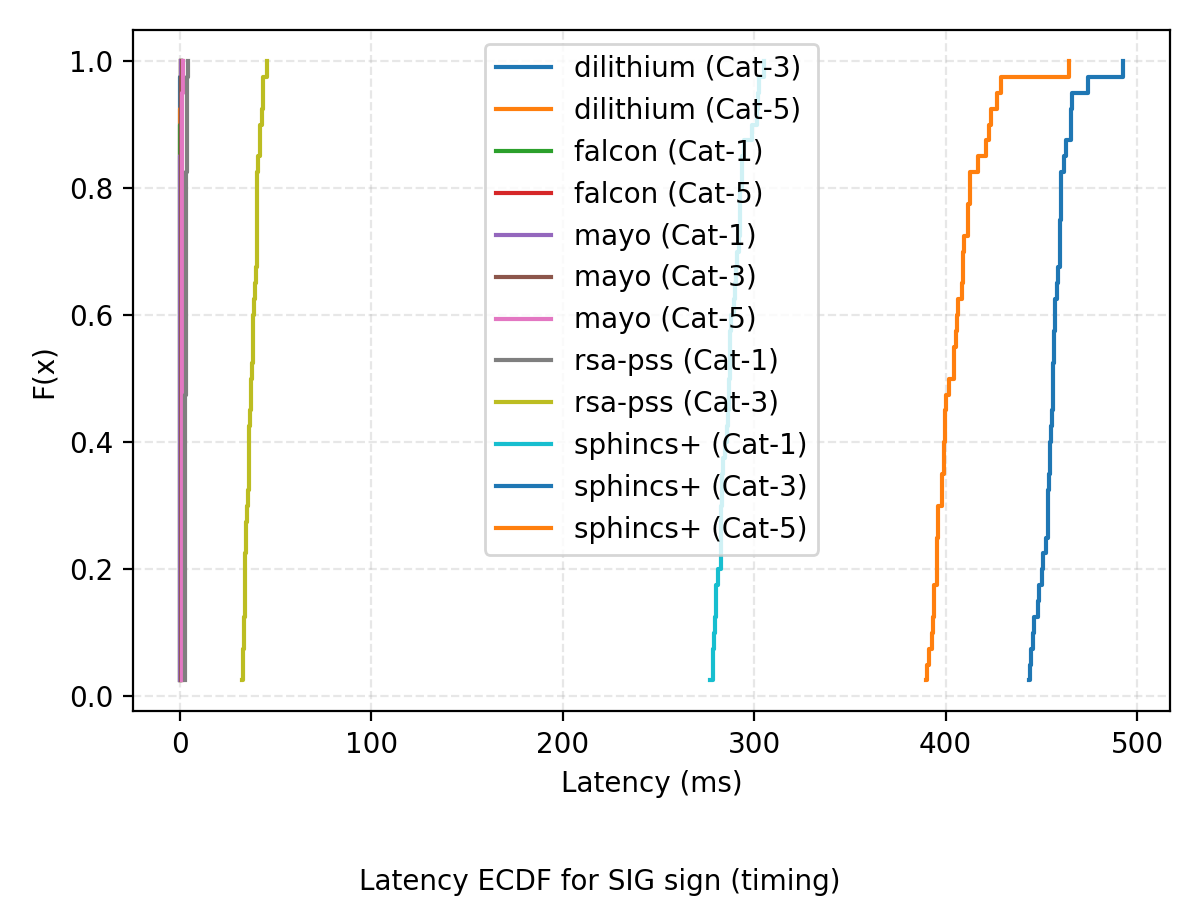 1.0
0.8
0.6
0.4
0.2
0.0
F(x)
dilithium (Cat-3)
dilithium (Cat-5)
falcon (Cat-1)
falcon (Cat-5)
mayo (Cat-1)
mayo (Cat-3)
mayo (Cat-5)
rsa-pss (Cat-1)
rsa-pss (Cat-3)
sphincs+ (Cat-1)
sphincs+ (Cat-3)
sphincs+ (Cat-5)
0 100 200 300 400 500
Latency (ms)
Latency ECDF for SIG sign (timing)